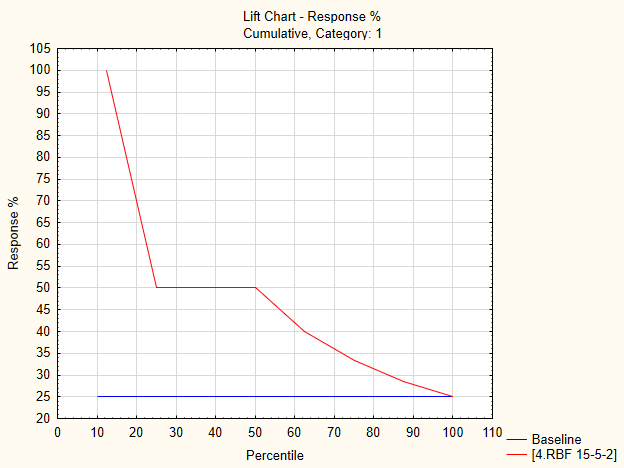 Lift Chart - Response %
Cumulative, Category: 1
105
100
95
90
85
80
75
70
65
60
55
50
45
40
35
30
25
20
Response %
0 10 20 30 40 50 60 70 80 90 100 110
Percentile
Baseline
[4.RBF 15-5-2]